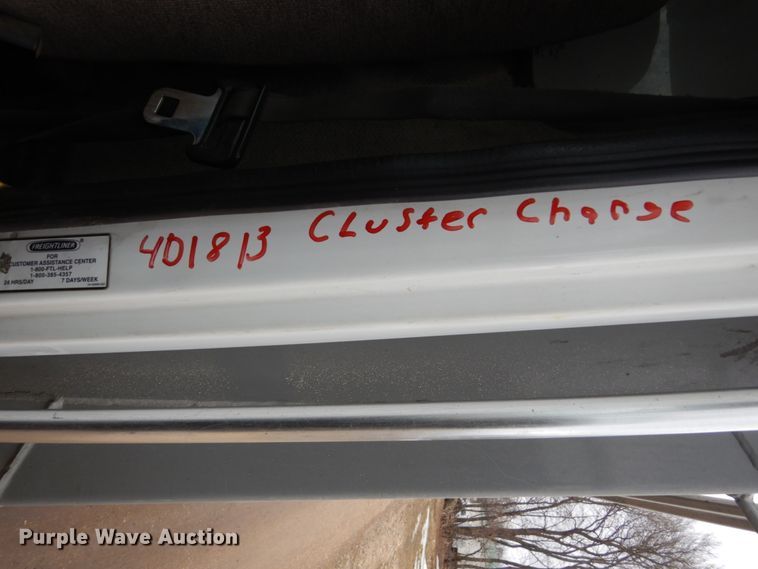 4D18B Cluster Change
FREIGHTLINER
FOR
CUSTOMER ASSISTANCE CENTER
1-800-FTL-HELP
1-800-385-4357
24 HRS/DAY 7 DAYS/WEEK
Purple Wave Auction